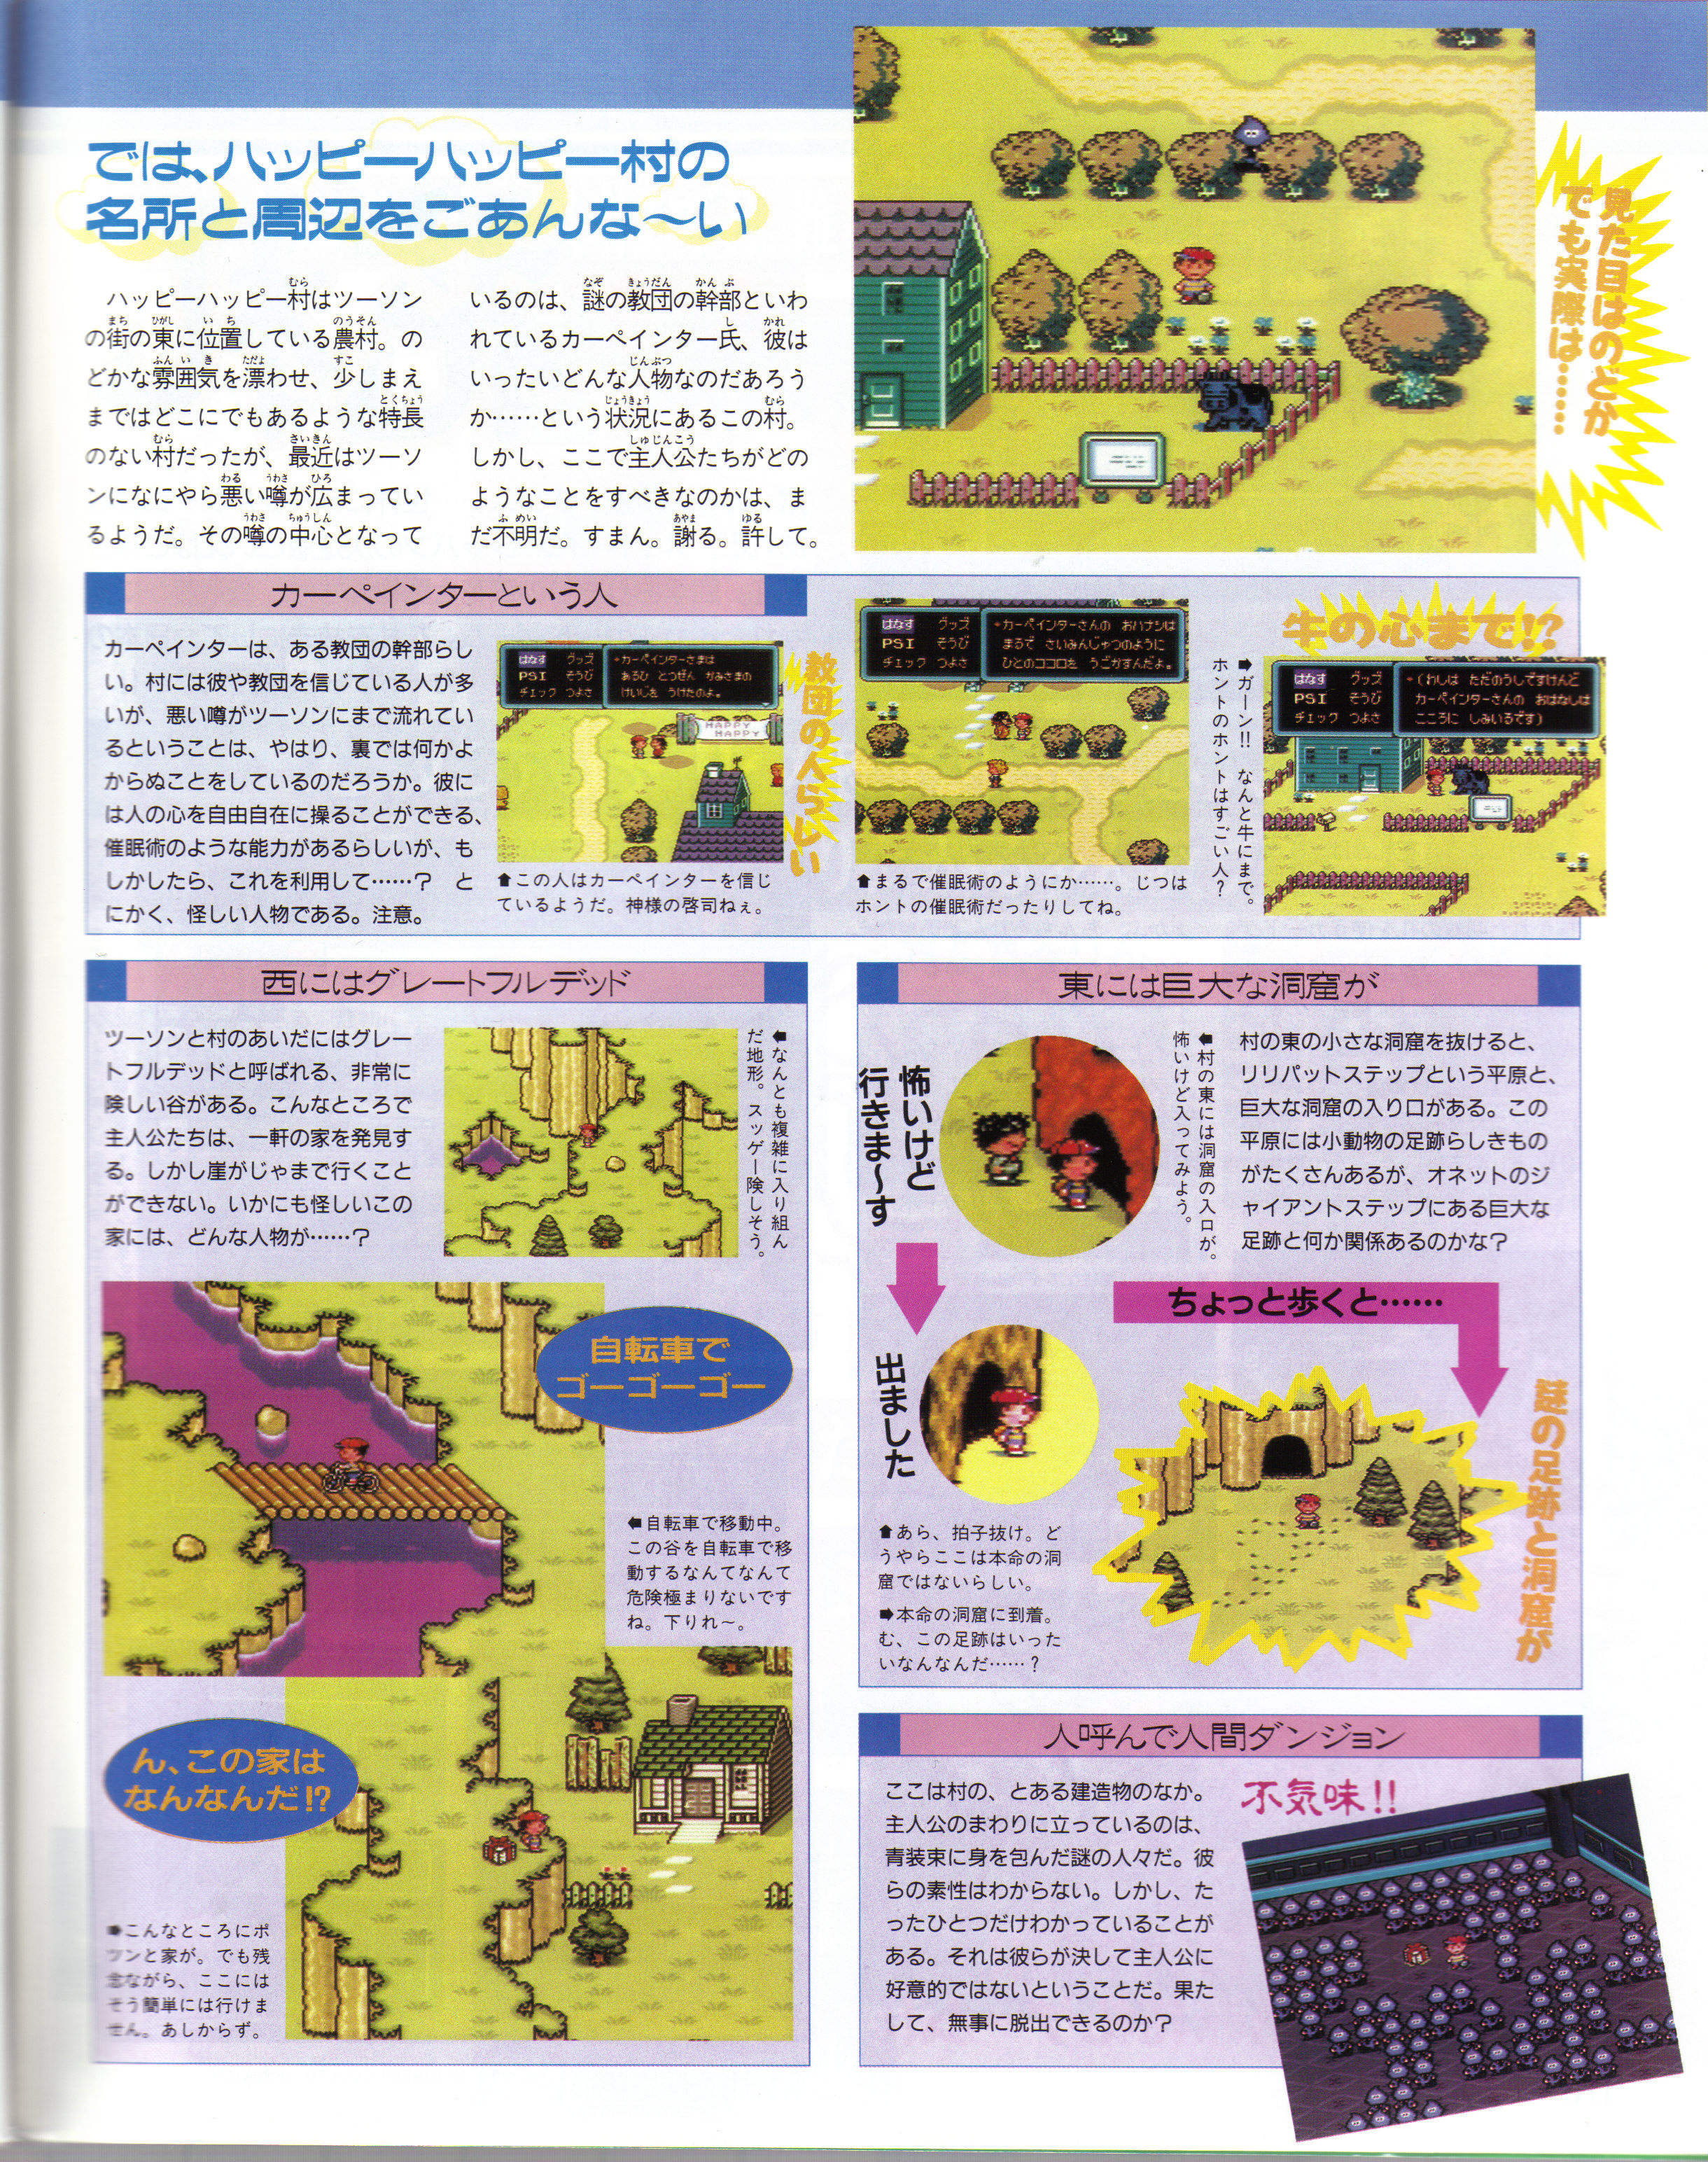 では、ハッピーハッピー村の
名所と周辺をごあんな〜い
ハッピーハッピー村はツーソン
の街の東に位置している農村。の
どかな雰囲気を漂わせ、少しまえ
まではどこにでもあるような特長
のない村だったが、最近はツーソ
ンになにやら悪い噂が広まってい
るようだ。その噂の中心となって
いるのは、謎の教団の幹部といわ
れているカーペインター氏、彼は
いったいどんな人物なのだあろう
か……という状況にあるこの村。
しかし、ここで主人公たちがどの
ようなことをすべきなのかは、ま
だ不明だ。すまん。謝る。許して。
見た目はのどか
でも実際は……
カーペインターという人
カーペインターは、ある教団の幹部らし
い。村には彼や教団を信じている人が多
いが、悪い噂がツーソンにまで流れてい
るということは、やはり、裏では何かよ
からぬことをしているのだろうか。彼に
は人の心を自由自在に操ることができる、
催眠術のような能力があるらしいが、も
しかしたら、これを利用して……？　と
にかく、怪しい人物である。注意。
はなす　グッズ
PSI　そうび
チェック　つよさ
*カーペインターさまは
あるひ　とつぜん　かみさまの
けいじを　うけたのよ。
HAPPY
HAPPY
教団の人らしい
⬆この人はカーペインターを信じ
ているようだ。神様の啓司ねぇ。
はなす　グッズ
PSI　そうび
チェック　つよさ
*カーペインターさんの　おハナシは
まるで　さいみんじゅつのように
ひとのココロを　うごかすんだよ。
⬆まるで催眠術のようにか……。じつは
ホントの催眠術だったりしてね。
牛の心まで!?
➡ガーン!!　なんと牛にまで。
ホントのホントはすごい人？
はなす　グッズ
PSI　そうび
チェック　つよさ
*(わしは　ただのうしですけんど
カーペインターさんの　おはなしは
こころに　しみいるです)
西にはグレートフルデッド
ツーソンと村のあいだにはグレー
トフルデッドと呼ばれる、非常に
険しい谷がある。こんなところで
主人公たちは、一軒の家を発見す
る。しかし崖がじゃまで行くこと
ができない。いかにも怪しいこの
家には、どんな人物が……？
⬅なんとも複雑に入り組ん
だ地形。スッゲー険しそう。
自転車で
ゴーゴーゴー
⬅自転車で移動中。
この谷を自転車で移
動するなんてなんて
危険極まりないです
ね。下りれ〜。
ん、この家は
なんなんだ!?
➡こんなところにポ
ツンと家が。でも残
念ながら、ここには
そう簡単には行けま
せん。あしからず。
東には巨大な洞窟が
村の東の小さな洞窟を抜けると、
リリパットステップという平原と、
巨大な洞窟の入り口がある。この
平原には小動物の足跡らしきもの
がたくさんあるが、オネットのジ
ャイアントステップにある巨大な
足跡と何か関係あるのかな？
⬅村の東には洞窟の入口が。
怖いけど入ってみよう。
怖いけど
行きま〜す
出ました
ちょっと歩くと……
謎の足跡と洞窟が
⬆あら、拍子抜け。ど
うやらここは本命の洞
窟ではないらしい。
➡本命の洞窟に到着。
む、この足跡はいった
いなんなんだ……？
人呼んで人間ダンジョン
ここは村の、とある建造物のなか。
主人公のまわりに立っているのは、
青装束に身を包んだ謎の人々だ。彼
らの素性はわからない。しかし、た
ったひとつだけわかっていることが
ある。それは彼らが決して主人公に
好意的ではないということだ。果た
して、無事に脱出できるのか？
不気味!!